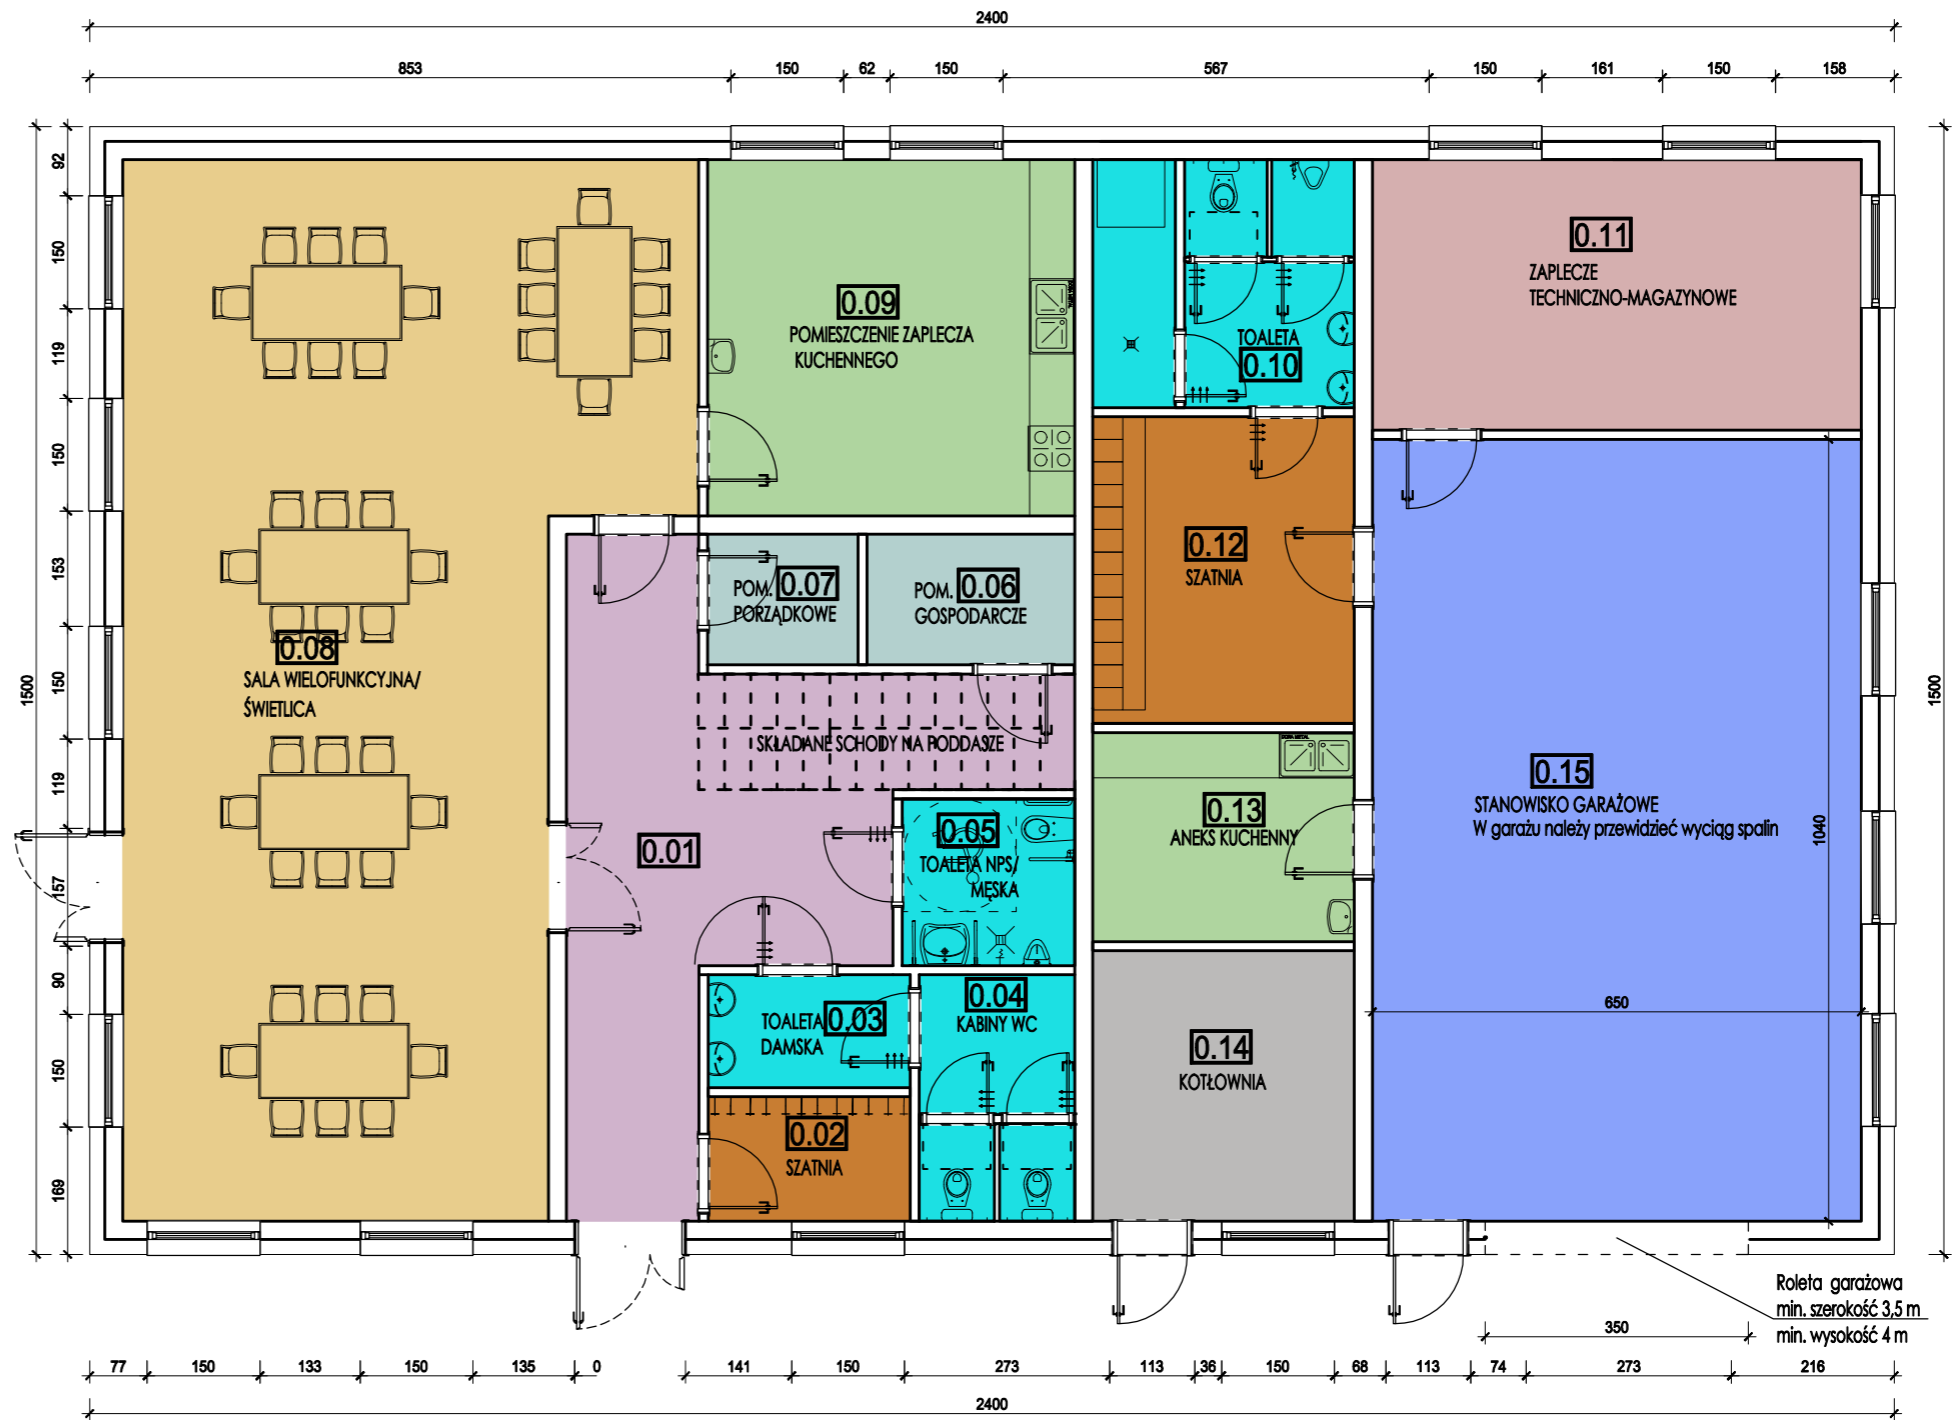 2400
853 150 62 150 567 150 161 150 158
92
150
119
150
153
150
119
157
90
150
169
1500
0.09
POMIESZCZENIE ZAPLECZA
KUCHENNEGO
TOALETA
0.10
0.11
ZAPLECZE
TECHNICZNO-MAGAZYNOWE
0.12
SZATNIA
POM. 0.07
PORZĄDKOWE
POM. 0.06
GOSPODARCZE
0.08
SALA WIELOFUNKCYJNA/
ŚWIETLICA
SKŁADANE SCHODY NA PODDASZE
0.01
0.05
TOALETA NPS/
MĘSKA
0.13
ANEKS KUCHENNY
0.15
STANOWISKO GARAŻOWE
W garażu należy przewidzieć wyciąg spalin
1040
650
1500
TOALETA 0.03
DAMSKA
0.04
KABINY WC
0.14
KOTŁOWNIA
0.02
SZATNIA
Roleta garażowa
min. szerokość 3,5 m
min. wysokość 4 m
350
77 150 133 150 135 0 141 150 273 113 36 150 68 113 74 273 216
2400